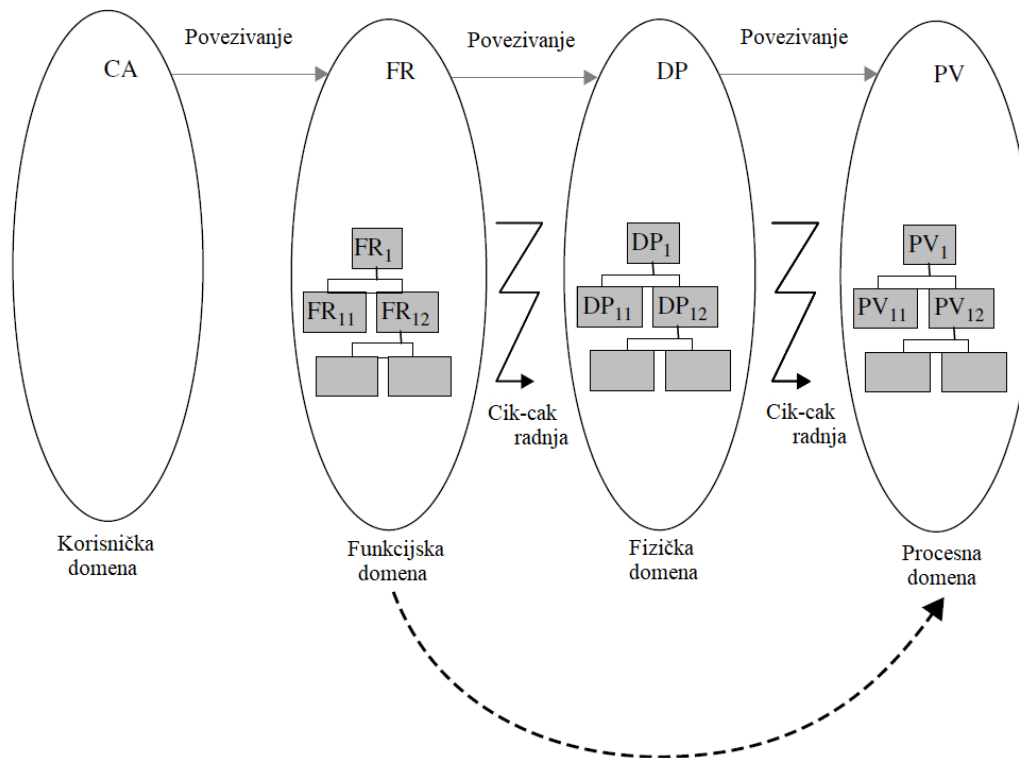 Povezivanje
Povezivanje
Povezivanje
CA
FR
DP
PV
FR1
FR11
FR12
DP1
DP11
DP12
PV1
PV11
PV12
Cik-cak
radnja
Cik-cak
radnja
Korisnička
domena
Funkcijska
domena
Fizička
domena
Procesna
domena